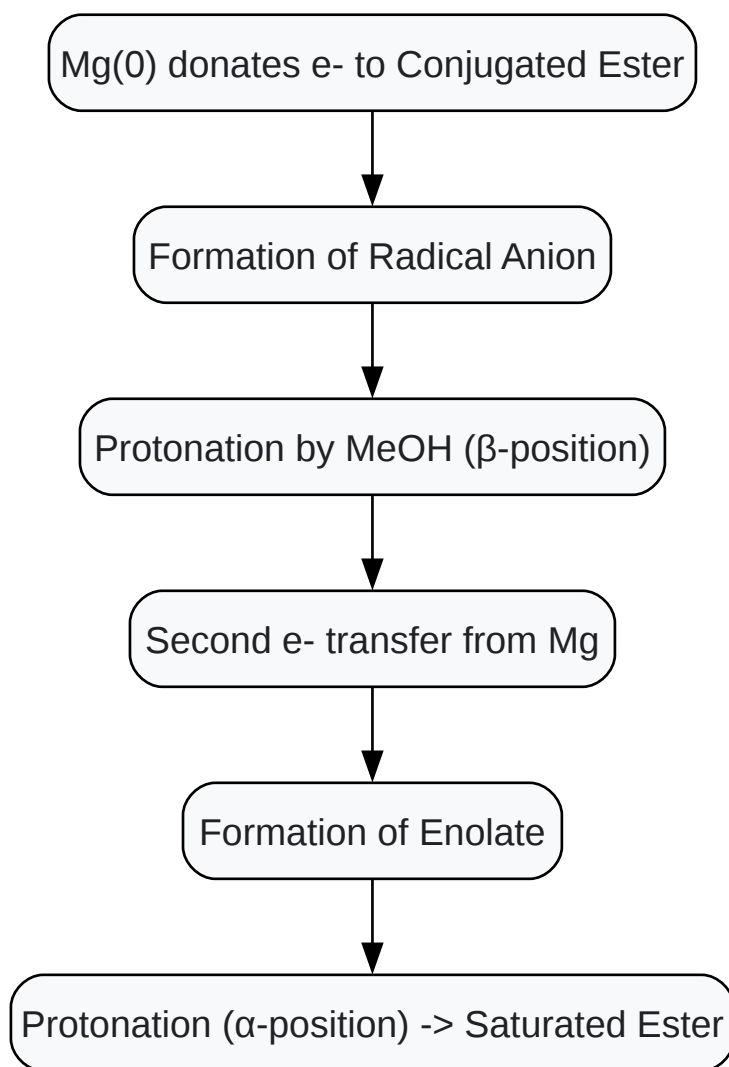 Mg(0) donates e- to Conjugated Ester
Formation of Radical Anion
Protonation by MeOH (β-position)
Second e- transfer from Mg
Formation of Enolate
Protonation (α-position) -> Saturated Ester